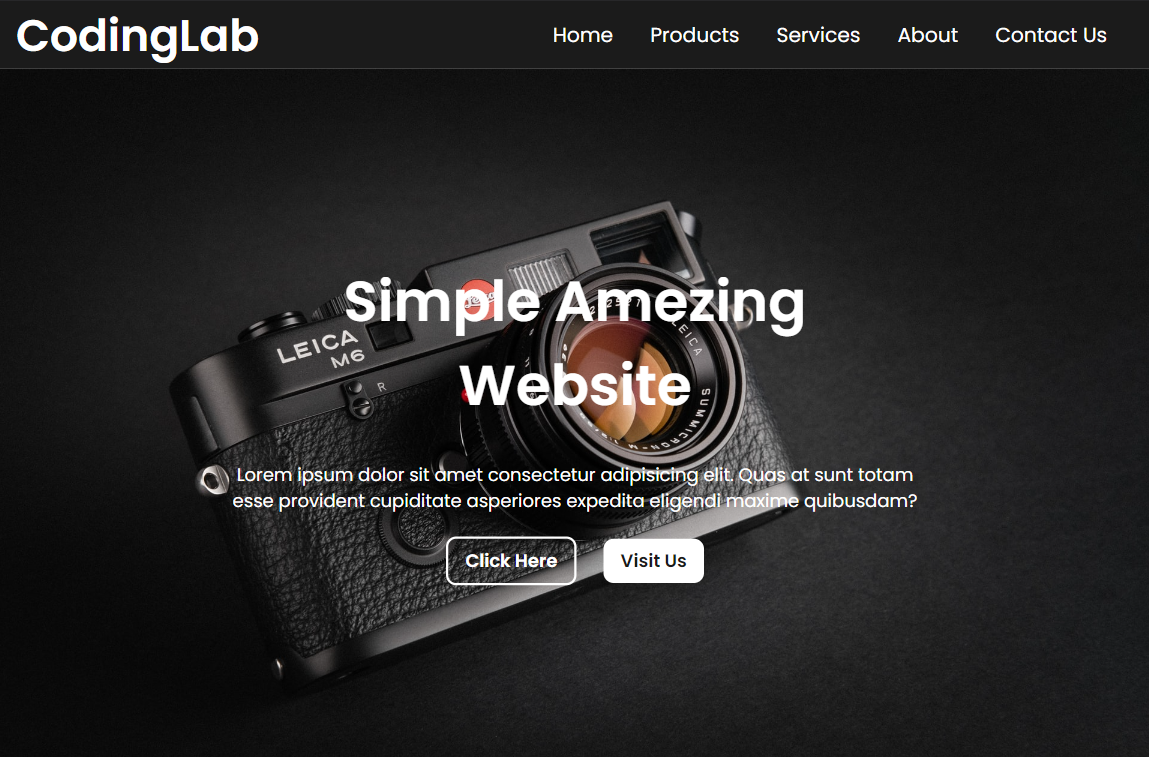 CodingLab
Home Products Services About Contact Us
Simple Amezing
Website
LEICA
M6
R
LEICA
SUMMICRON-M
Lorem ipsum dolor sit amet consectetur adipisicing elit. Quas at sunt totam
esse provident cupiditate asperiores expedita eligendi maxime quibusdam?
Click Here
Visit Us